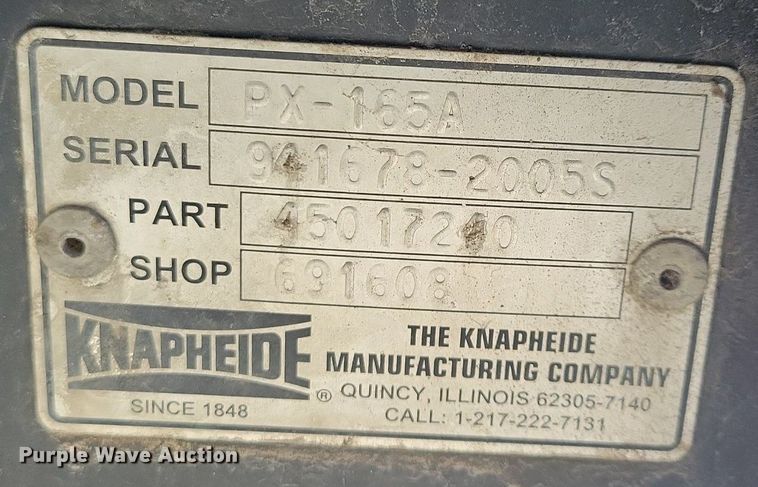 MODEL PX-165A
SERIAL 941678-2005S
PART 45017240
SHOP 691608
KNAPHEIDE ®
SINCE 1848
THE KNAPHEIDE
MANUFACTURING COMPANY
QUINCY, ILLINOIS 62305-7140
CALL: 1-217-222-7131
Purple Wave Auction